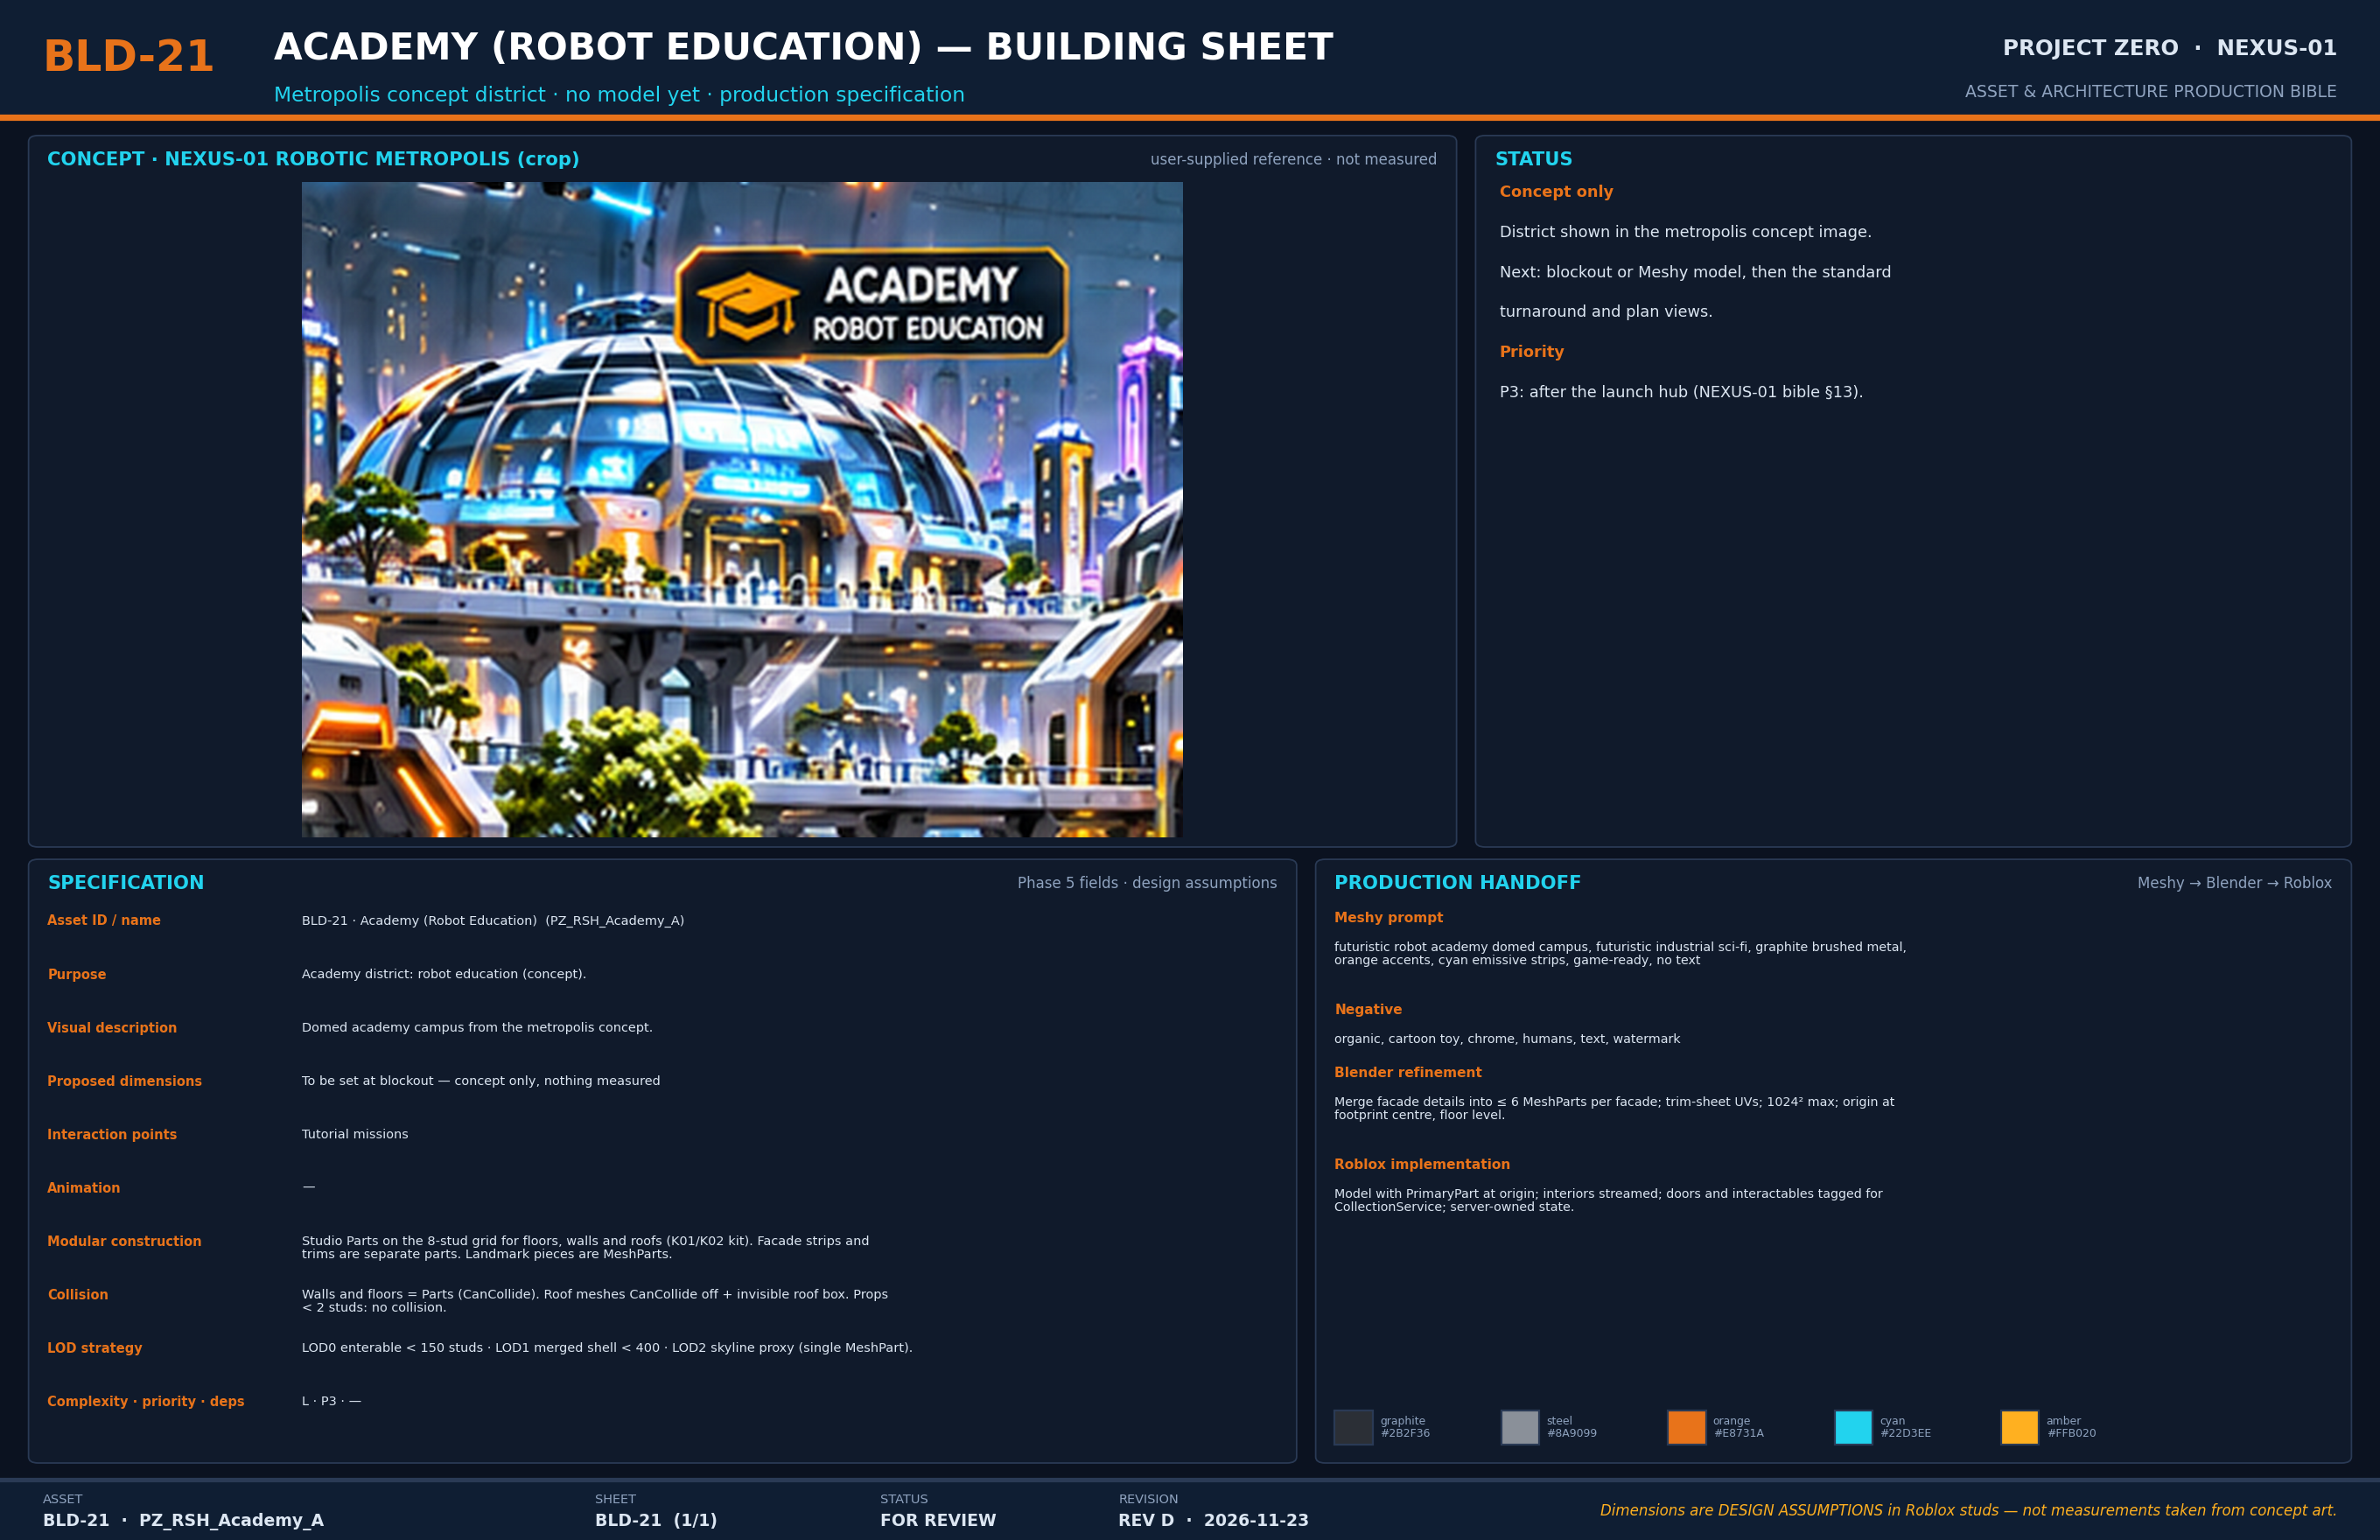 BLD-21
ACADEMY (ROBOT EDUCATION) — BUILDING SHEET
Metropolis concept district · no model yet · production specification
PROJECT ZERO · NEXUS-01
ASSET & ARCHITECTURE PRODUCTION BIBLE
CONCEPT · NEXUS-01 ROBOTIC METROPOLIS (crop)
user-supplied reference · not measured
ACADEMY
ROBOT EDUCATION
STATUS
Concept only
District shown in the metropolis concept image.
Next: blockout or Meshy model, then the standard
turnaround and plan views.
Priority
P3: after the launch hub (NEXUS-01 bible §13).
SPECIFICATION
Phase 5 fields · design assumptions
Asset ID / name
BLD-21 · Academy (Robot Education) (PZ_RSH_Academy_A)
Purpose
Academy district: robot education (concept).
Visual description
Domed academy campus from the metropolis concept.
Proposed dimensions
To be set at blockout — concept only, nothing measured
Interaction points
Tutorial missions
Animation
—
Modular construction
Studio Parts on the 8-stud grid for floors, walls and roofs (K01/K02 kit). Facade strips and
trims are separate parts. Landmark pieces are MeshParts.
Collision
Walls and floors = Parts (CanCollide). Roof meshes CanCollide off + invisible roof box. Props
< 2 studs: no collision.
LOD strategy
LOD0 enterable < 150 studs · LOD1 merged shell < 400 · LOD2 skyline proxy (single MeshPart).
Complexity · priority · deps
L · P3 · —
PRODUCTION HANDOFF
Meshy → Blender → Roblox
Meshy prompt
futuristic robot academy domed campus, futuristic industrial sci-fi, graphite brushed metal,
orange accents, cyan emissive strips, game-ready, no text
Negative
organic, cartoon toy, chrome, humans, text, watermark
Blender refinement
Merge facade details into ≤ 6 MeshParts per facade; trim-sheet UVs; 1024² max; origin at
footprint centre, floor level.
Roblox implementation
Model with PrimaryPart at origin; interiors streamed; doors and interactables tagged for
CollectionService; server-owned state.
graphite
#2B2F36
steel
#8A9099
orange
#E8731A
cyan
#22D3EE
amber
#FFB020
ASSET
BLD-21 · PZ_RSH_Academy_A
SHEET
BLD-21 (1/1)
STATUS
FOR REVIEW
REVISION
REV D · 2026-11-23
Dimensions are DESIGN ASSUMPTIONS in Roblox studs — not measurements taken from concept art.